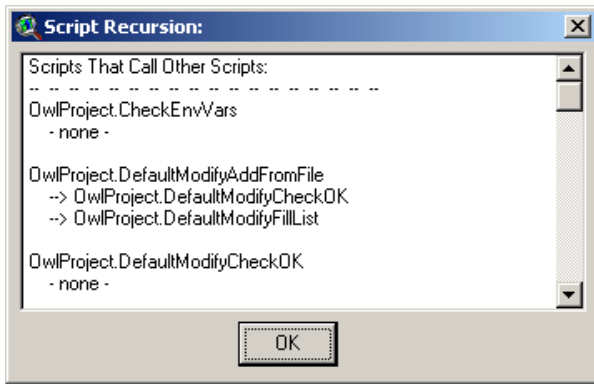 Script Recursion:
Scripts That Call Other Scripts:
-- -- -- -- -- -- -- -- -- -- -- -- -- -- -- -- -- --
OwlProject.CheckEnvVars
- none -
OwlProject.DefaultModifyAddFromFile
--> OwlProject.DefaultModifyCheckOK
--> OwlProject.DefaultModifyFillList
OwlProject.DefaultModifyCheckOK
- none -
OK